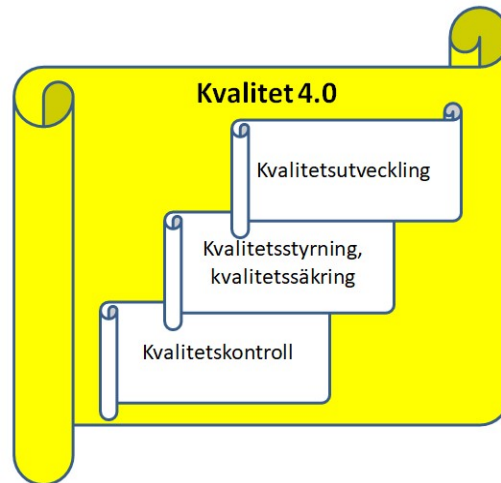 Kvalitet 4.0
Kvalitetsutveckling
Kvalitetsstyrning,
kvalitetssäkring
Kvalitetskontroll